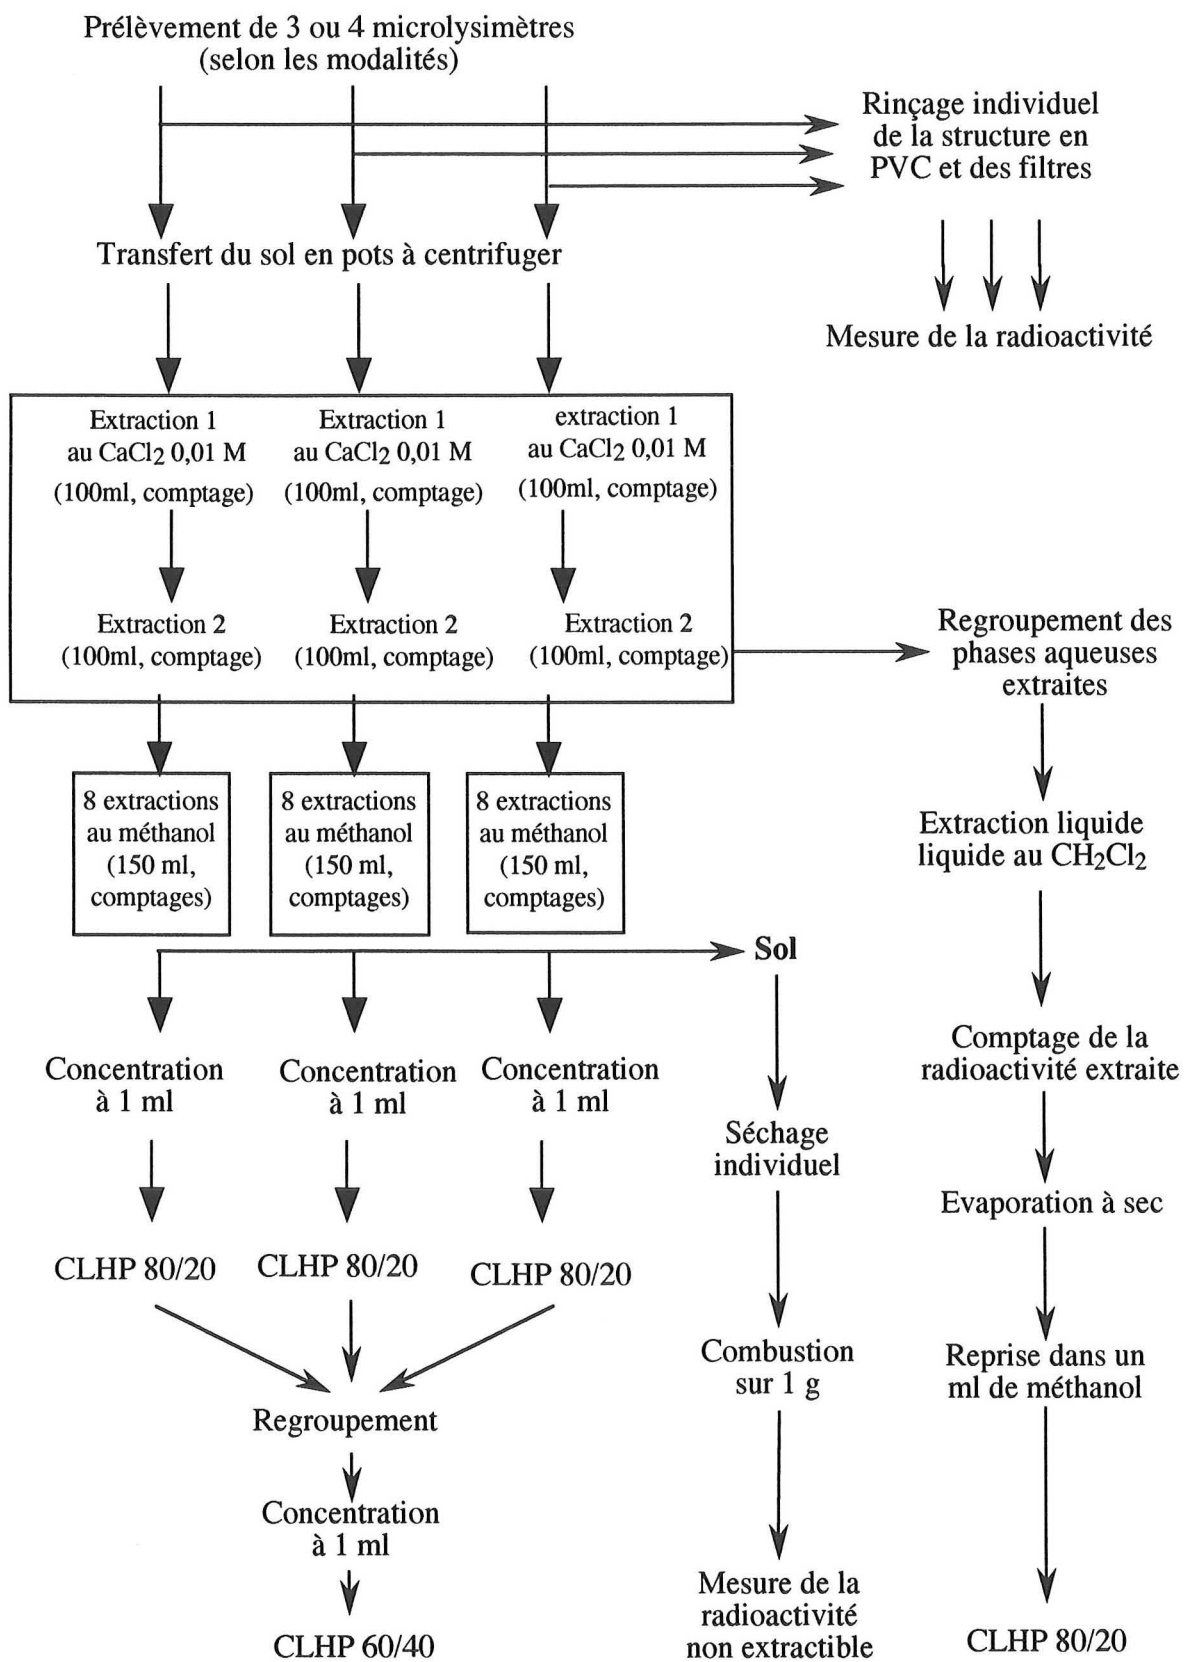 Prélèvement de 3 ou 4 microlysimètres
(selon les modalités)
Rinçage individuel
de la structure en
PVC et des filtres
Transfert du sol en pots à centrifuger
Mesure de la radioactivité
Extraction 1
au CaCl2 0,01 M
(100ml, comptage)
Extraction 1
au CaCl2 0,01 M
(100ml, comptage)
extraction 1
au CaCl2 0,01 M
(100ml, comptage)
Extraction 2
(100ml, comptage)
Extraction 2
(100ml, comptage)
Extraction 2
(100ml, comptage)
Regroupement des
phases aqueuses
extraites
8 extractions
au méthanol
(150 ml,
comptages)
8 extractions
au méthanol
(150 ml,
comptages)
8 extractions
au méthanol
(150 ml,
comptages)
Extraction liquide
liquide au CH2Cl2
Sol
Concentration
à 1 ml
Concentration
à 1 ml
Concentration
à 1 ml
Comptage de la
radioactivité extraite
Séchage
individuel
Evaporation à sec
CLHP 80/20
CLHP 80/20
CLHP 80/20
Combustion
sur 1 g
Reprise dans un
ml de méthanol
Regroupement
Concentration
à 1 ml
CLHP 60/40
Mesure de la
radioactivité
non extractible
CLHP 80/20